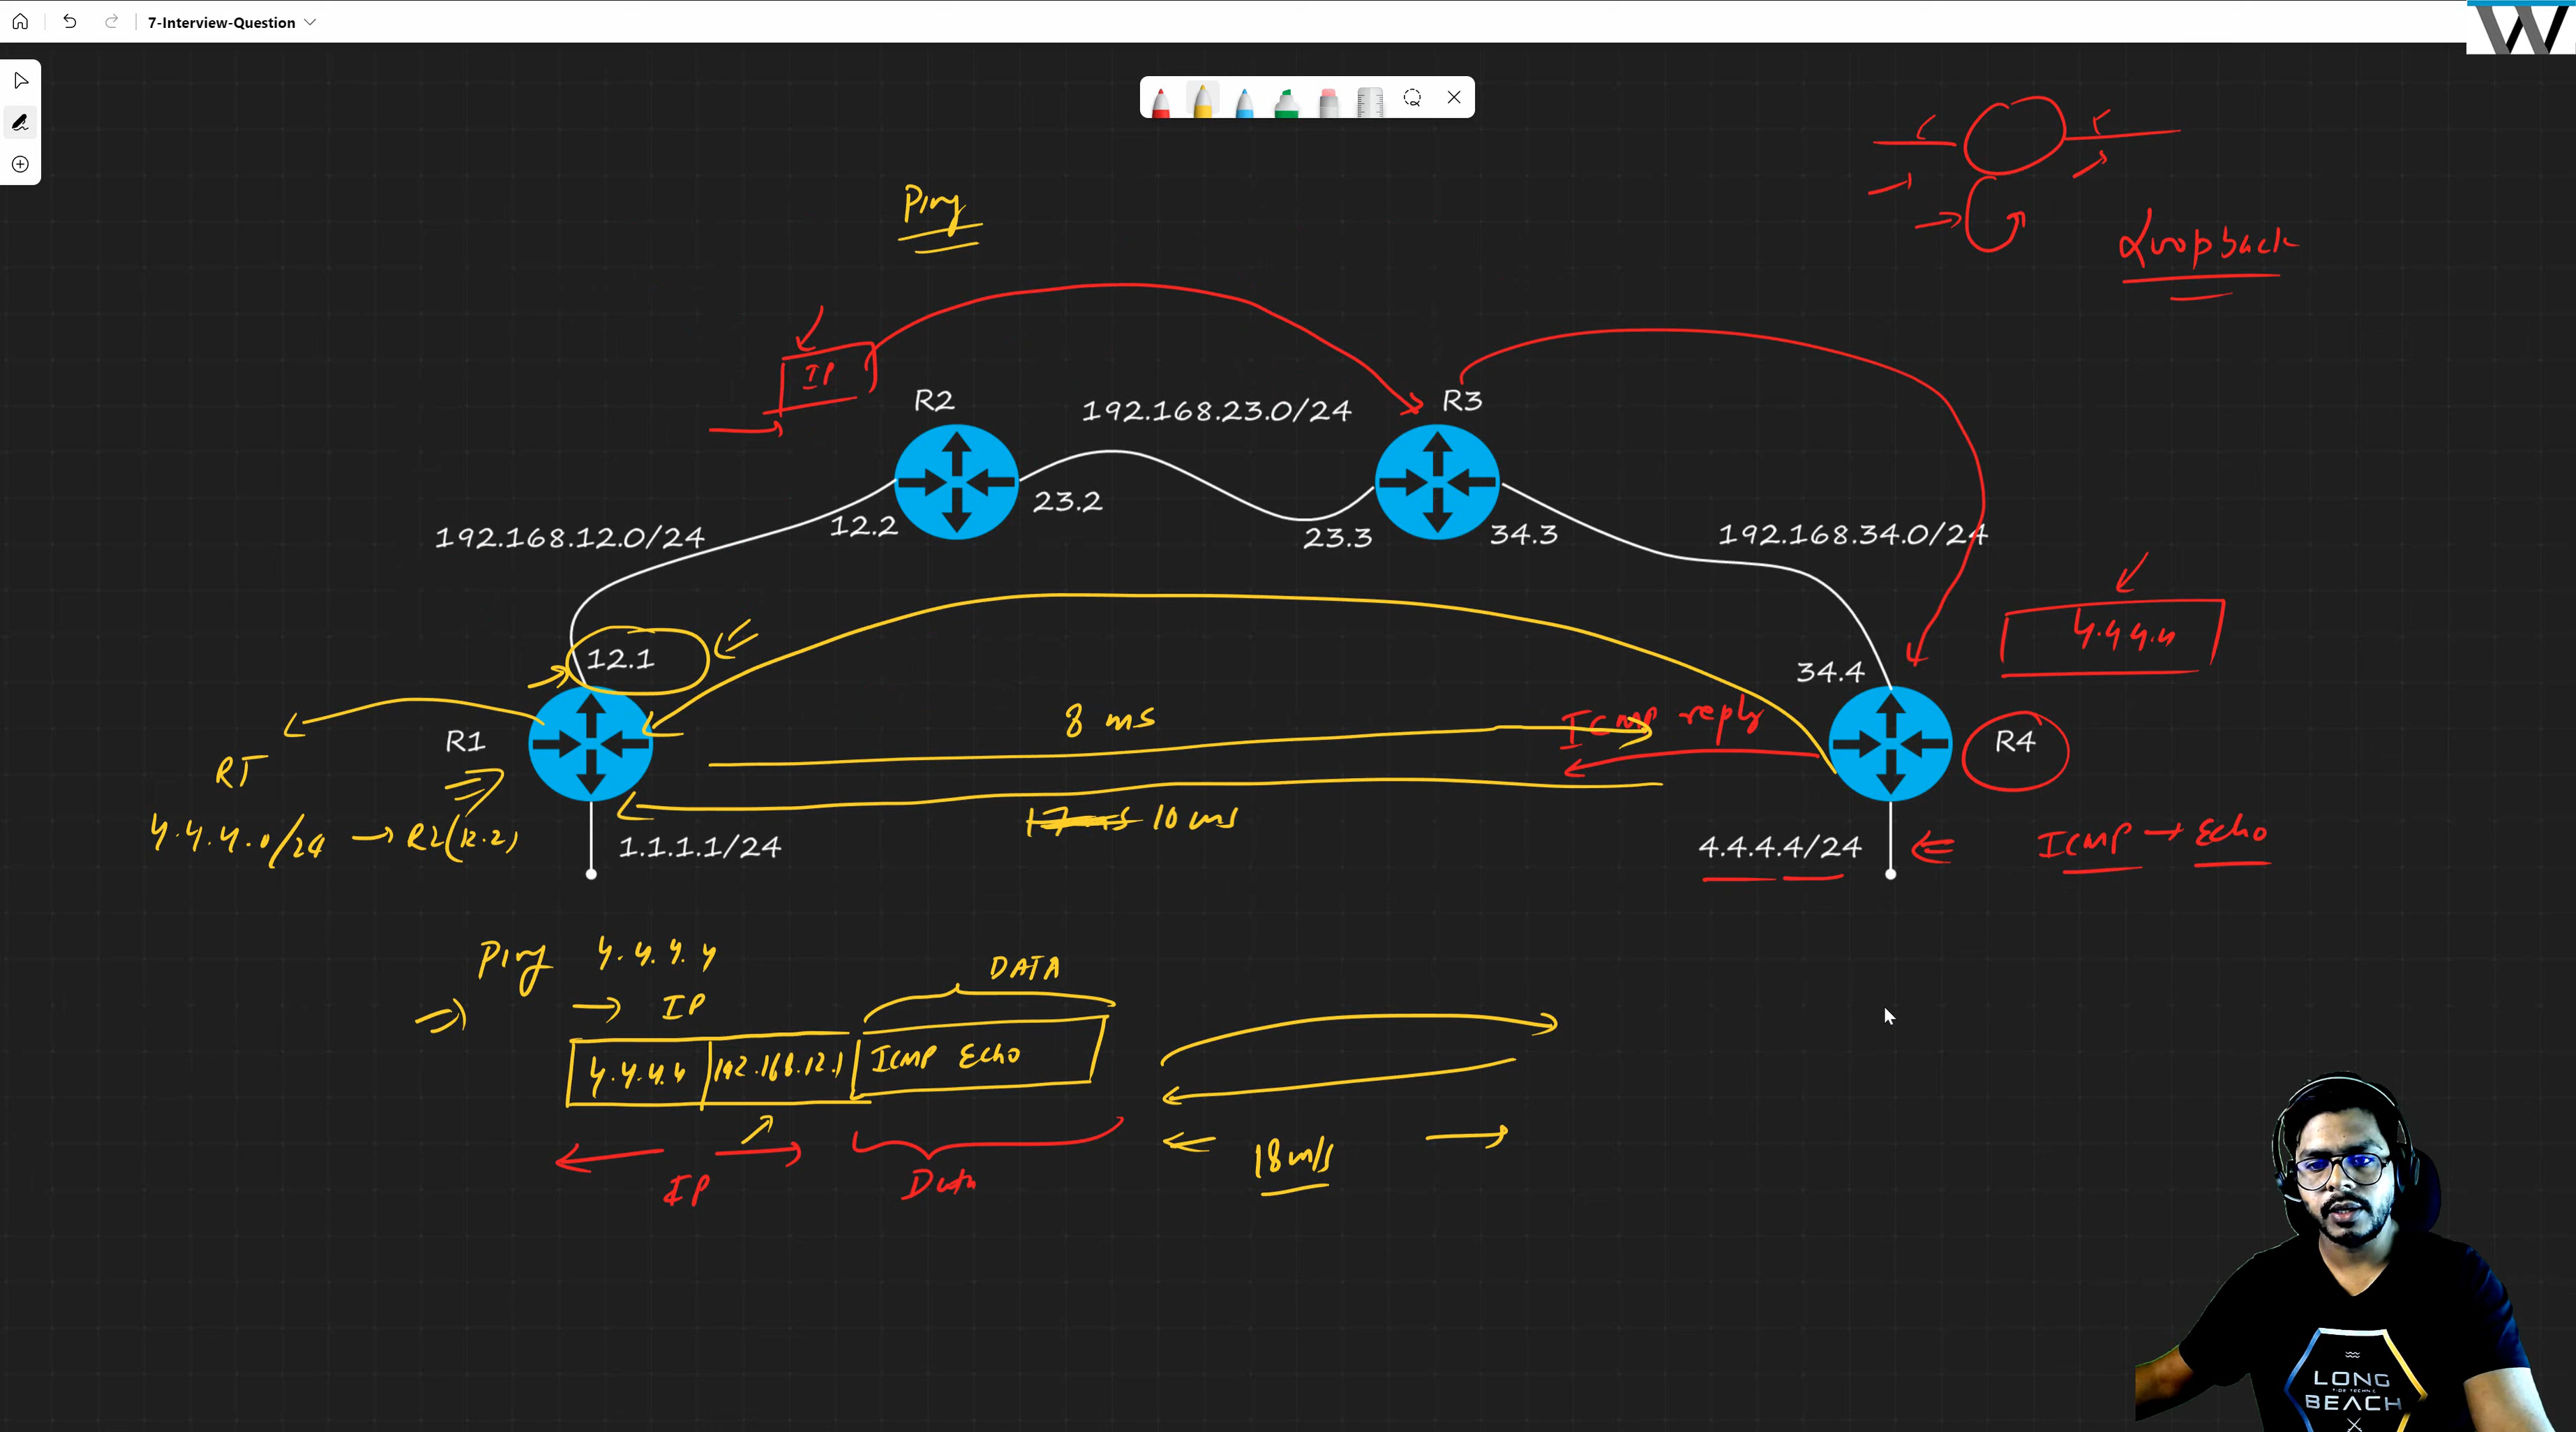 7-Interview-Question
W
Ping
Loopback
IP
R2
192.168.23.0/24
R3
23.2
12.2
192.168.12.0/24
23.3
34.3
192.168.34.0/24
4.4.4.4
12.1
34.4
8 ms
ICMP reply
R1
R4
RT
4.4.4.0/24 → R2(12.2)
17 ms 10 ms
1.1.1.1/24
4.4.4.4/24
ICMP → Echo
Ping 4.4.4.4
→ IP
DATA
4.4.4.4 192.168.12.1 ICMP Echo
IP
Data
18 m/s
LONG
BEACH